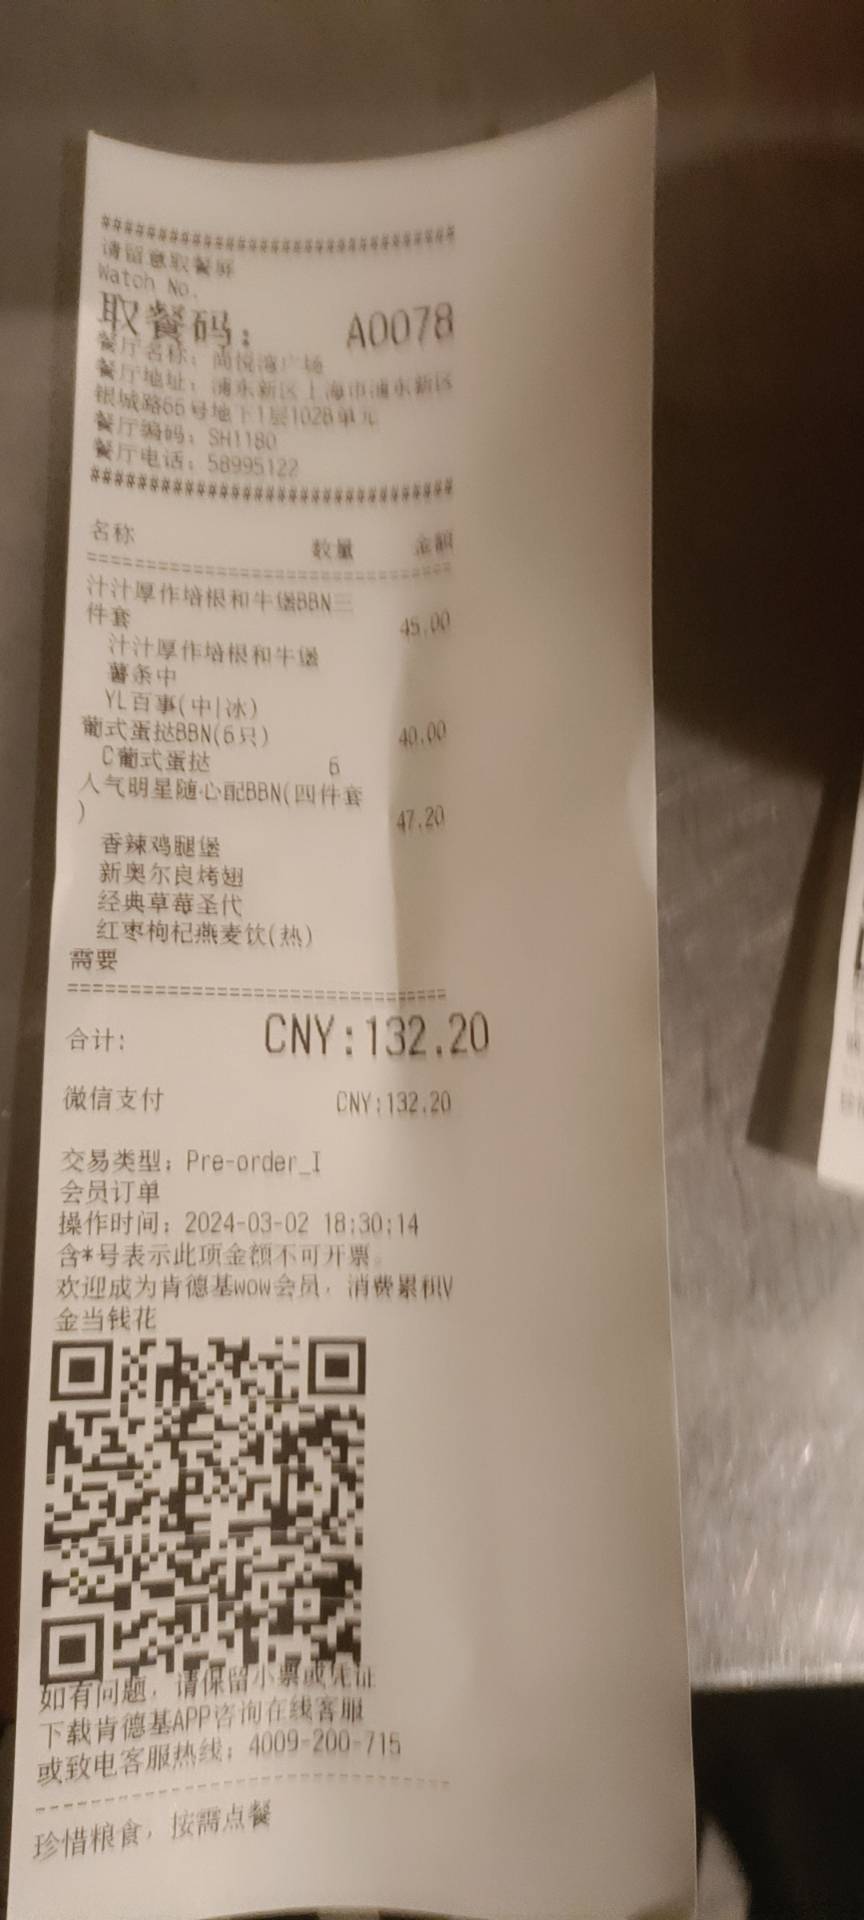 ##############################
请留意取餐屏
Watch No.
取餐码: A0078
餐厅名称: 尚悦湾广场
餐厅地址: 浦东新区上海市浦东新区
银城路66号地下1层102B单元
餐厅编码: SH1180
餐厅电话: 58995122
##############################
名称 数量 金额
==============================
汁汁厚作培根和牛堡BBN三
件套 45.00
汁汁厚作培根和牛堡
薯条中
YL百事(中|冰)
葡式蛋挞BBN(6只) 40.00
C葡式蛋挞 6
人气明星随心配BBN(四件套
) 47.20
香辣鸡腿堡
新奥尔良烤翅
经典草莓圣代
红枣枸杞燕麦饮(热)
需要
==============================
合计: CNY:132.20
微信支付 CNY:132.20
交易类型: Pre-order_I
会员订单
操作时间: 2024-03-02 18:30:14
含*号表示此项金额不可开票。
欢迎成为肯德基wow会员，消费累积V
金当钱花
如有问题，请保留小票或凭证
下载肯德基APP咨询在线客服
或致电客服热线: 4009-200-715
------------------------------
珍惜粮食，按需点餐